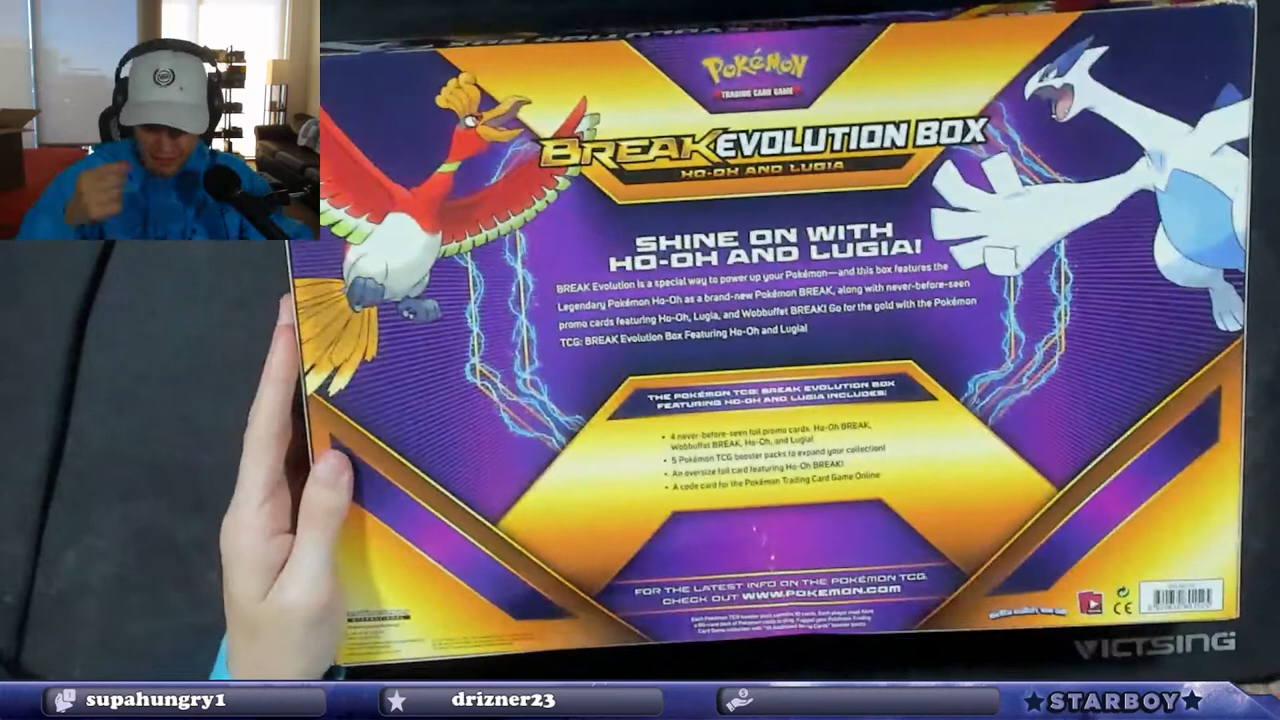 Pokémon
TRADING CARD GAME
BREAK EVOLUTION BOX
HO-OH AND LUGIA
SHINE ON WITH
HO-OH AND LUGIA!
BREAK Evolution is a special way to power up your Pokémon—and this box features the
Legendary Pokémon Ho-Oh as a brand-new Pokémon BREAK, along with never-before-seen
promo cards featuring Ho-Oh, Lugia, and Wobbuffet BREAK! Go for the gold with the Pokémon
TCG: BREAK Evolution Box Featuring Ho-Oh and Lugia!
THE POKÉMON TCG: BREAK EVOLUTION BOX
FEATURING HO-OH AND LUGIA INCLUDES:
• 4 never-before-seen foil promo cards: Ho-Oh BREAK,
Wobbuffet BREAK, Ho-Oh, and Lugia!
• 5 Pokémon TCG booster packs to expand your collection!
• An oversize foil card featuring Ho-Oh BREAK!
• A code card for the Pokémon Trading Card Game Online
FOR THE LATEST INFO ON THE POKÉMON TCG,
CHECK OUT WWW.POKEMON.COM
CE
VICTSING
supahungry1
drizner23
★STARBOY★